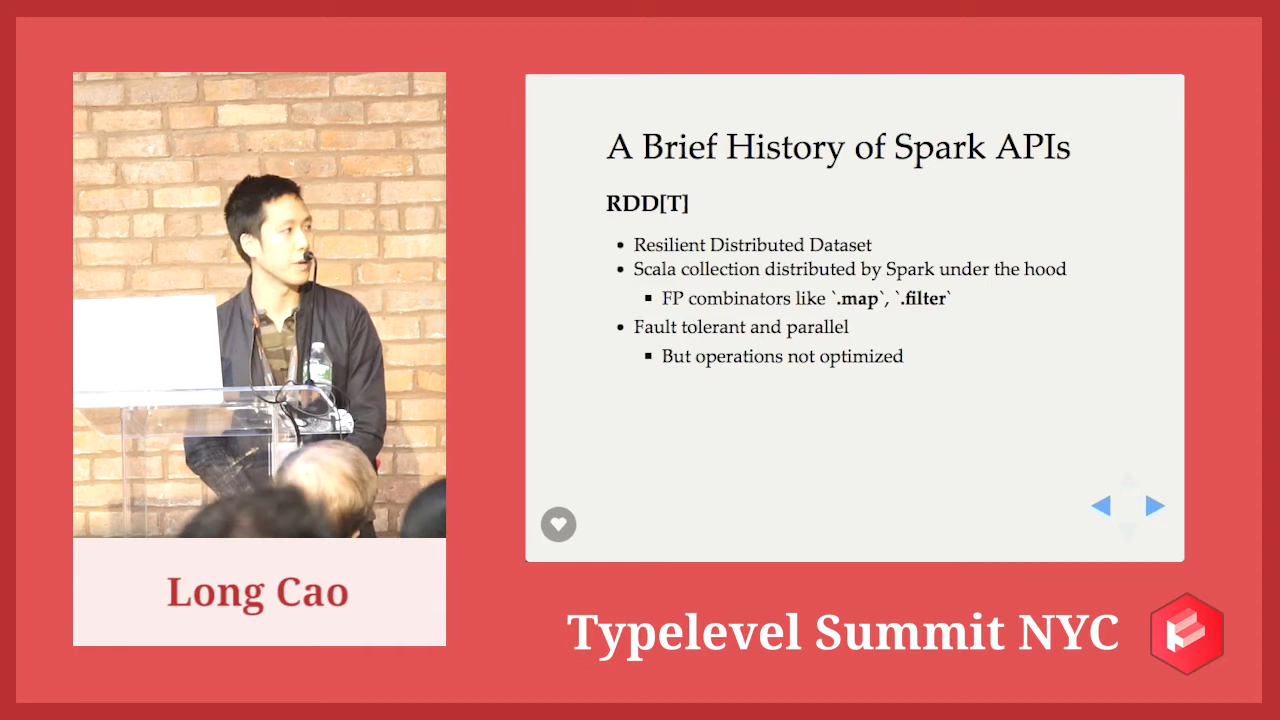 A Brief History of Spark APIs
RDD[T]
Resilient Distributed Dataset
Scala collection distributed by Spark under the hood
FP combinators like `.map`, `.filter`
Fault tolerant and parallel
But operations not optimized
Long Cao
Typelevel Summit NYC